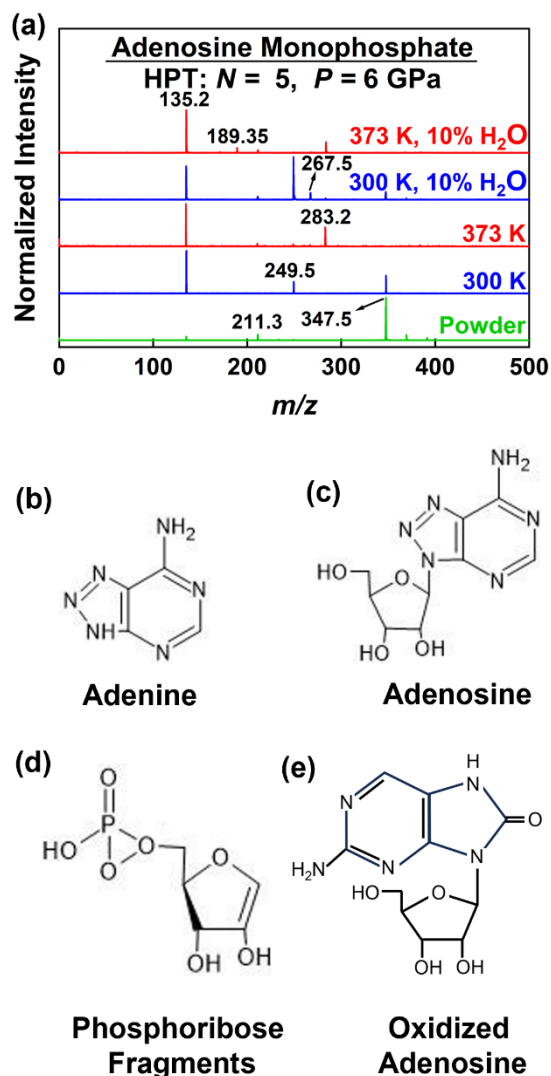 (a)
Adenosine Monophosphate
HPT: N = 5, P = 6 GPa
135.2
189.35
373 K, 10% H₂O
267.5
300 K, 10% H₂O
283.2
373 K
249.5
300 K
211.3
347.5
Powder
Normalized Intensity
0 100 200 300 400 500
m/z
(b)
NH₂
N
N
N
NH
N
Adenine
(c)
NH₂
N
N
N
N
N
HO
O
HO
OH
Adenosine
(d)
O
HO
P
O
O
O
OH
OH
Phosphoribose
Fragments
(e)
H
N
N
O
H₂N
N
N
HO
O
OH
OH
Oxidized
Adenosine